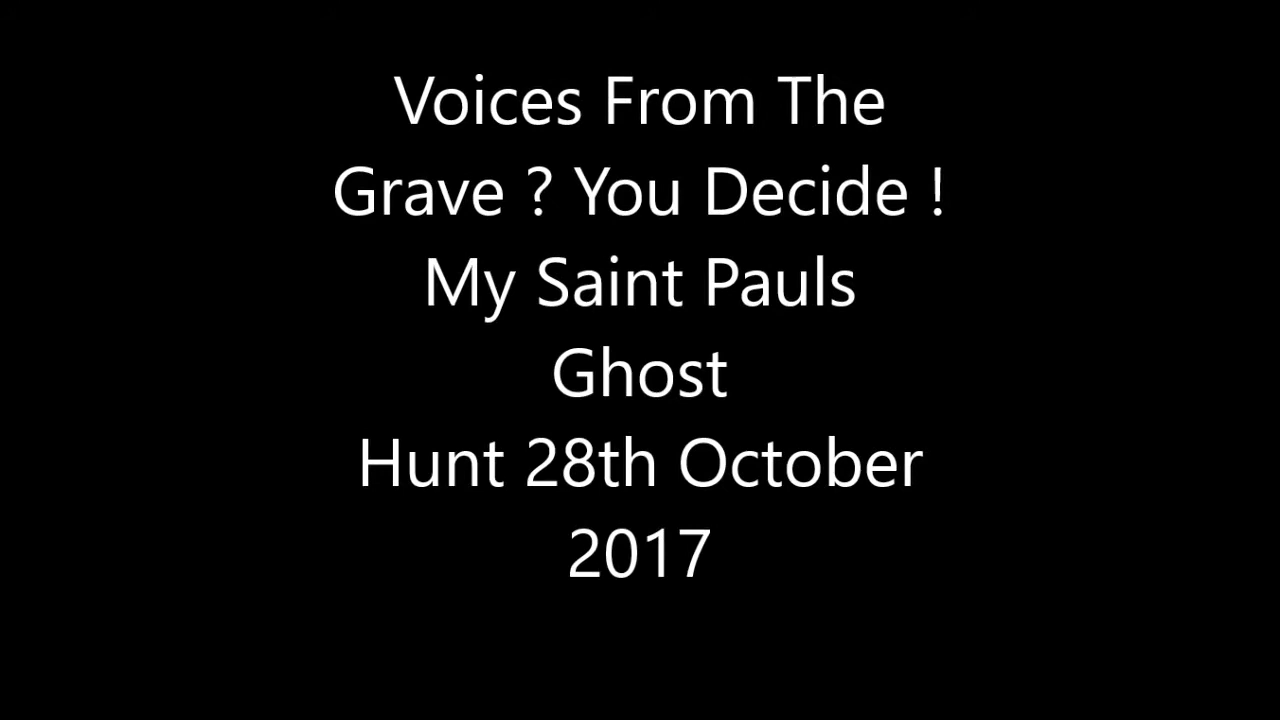 Voices From The
Grave ? You Decide !
My Saint Pauls
Ghost
Hunt 28th October
2017